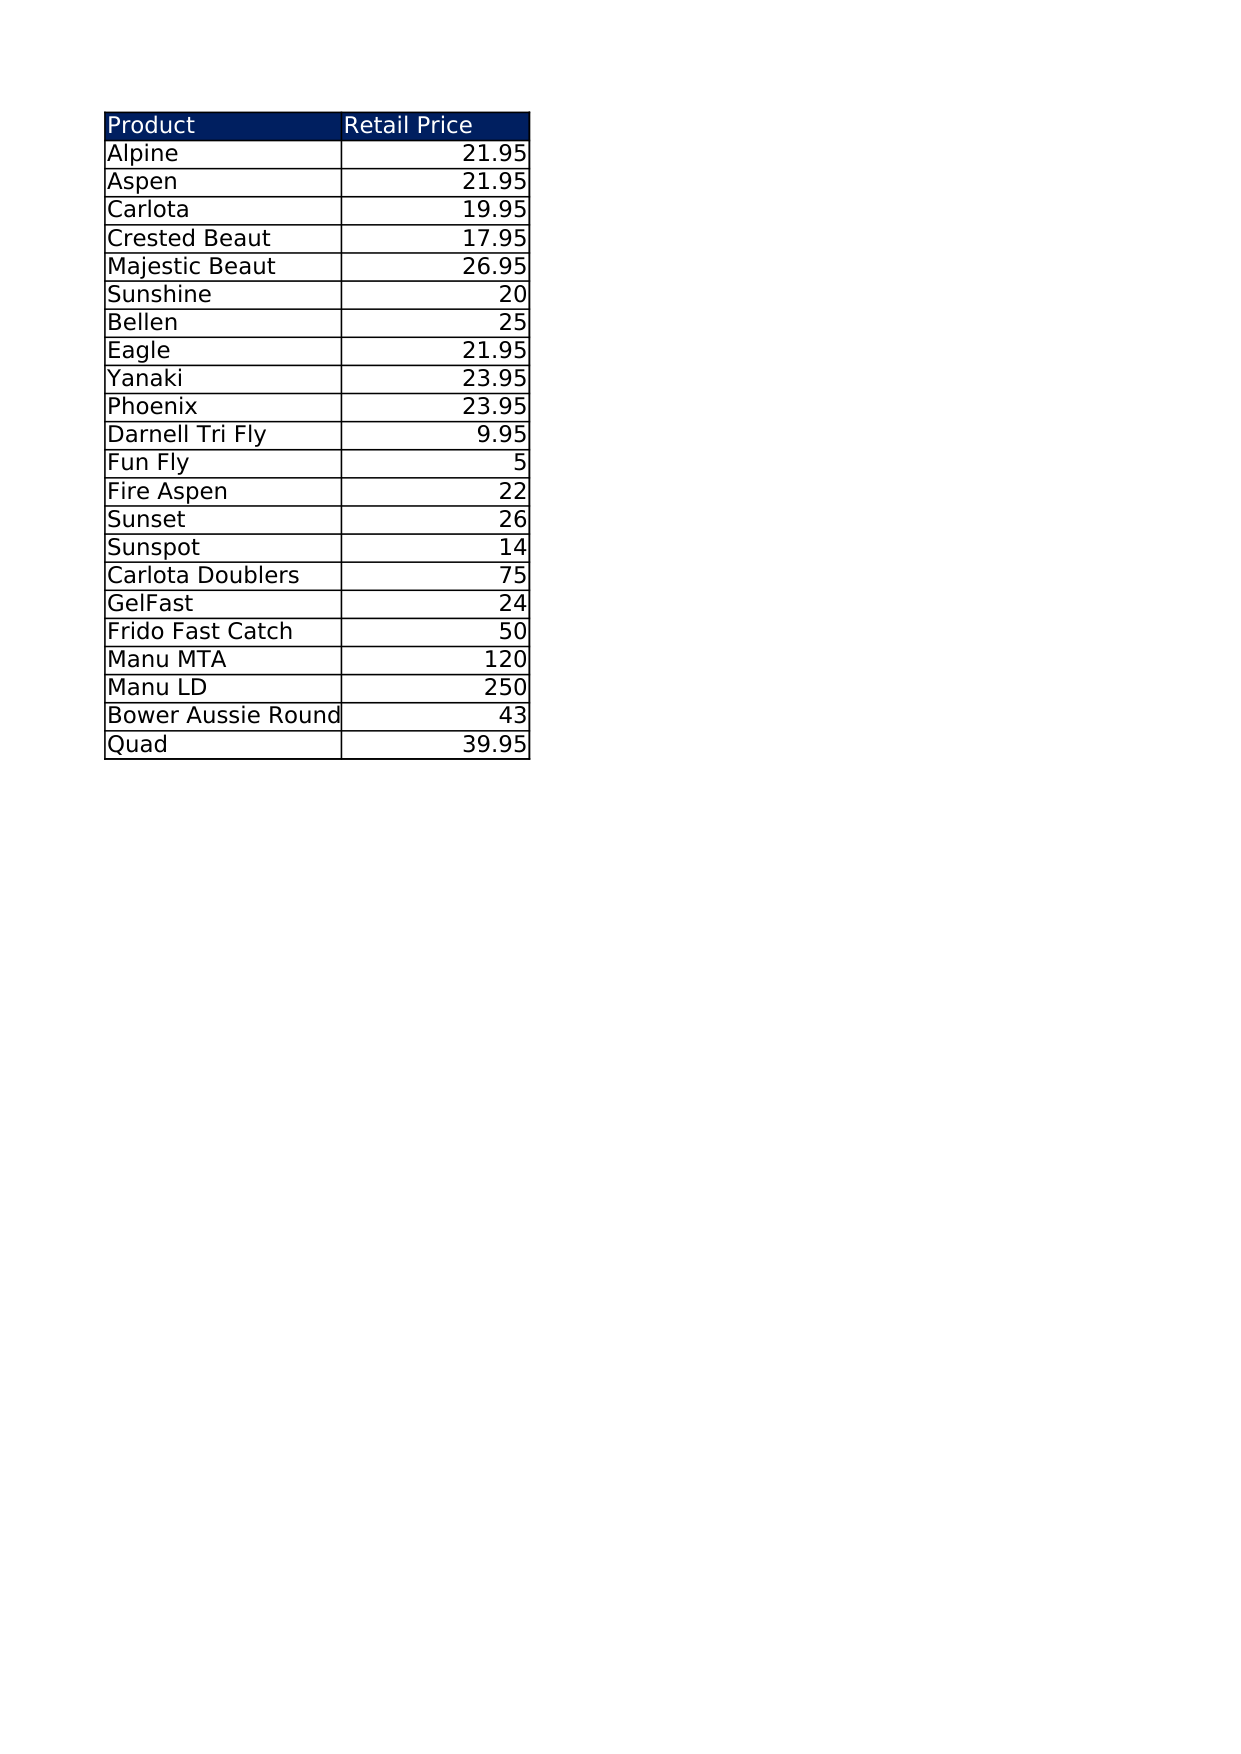 Product Retail Price
Alpine 21.95
Aspen 21.95
Carlota 19.95
Crested Beaut 17.95
Majestic Beaut 26.95
Sunshine 20
Bellen 25
Eagle 21.95
Yanaki 23.95
Phoenix 23.95
Darnell Tri Fly 9.95
Fun Fly 5
Fire Aspen 22
Sunset 26
Sunspot 14
Carlota Doublers 75
GelFast 24
Frido Fast Catch 50
Manu MTA 120
Manu LD 250
Bower Aussie Round 43
Quad 39.95